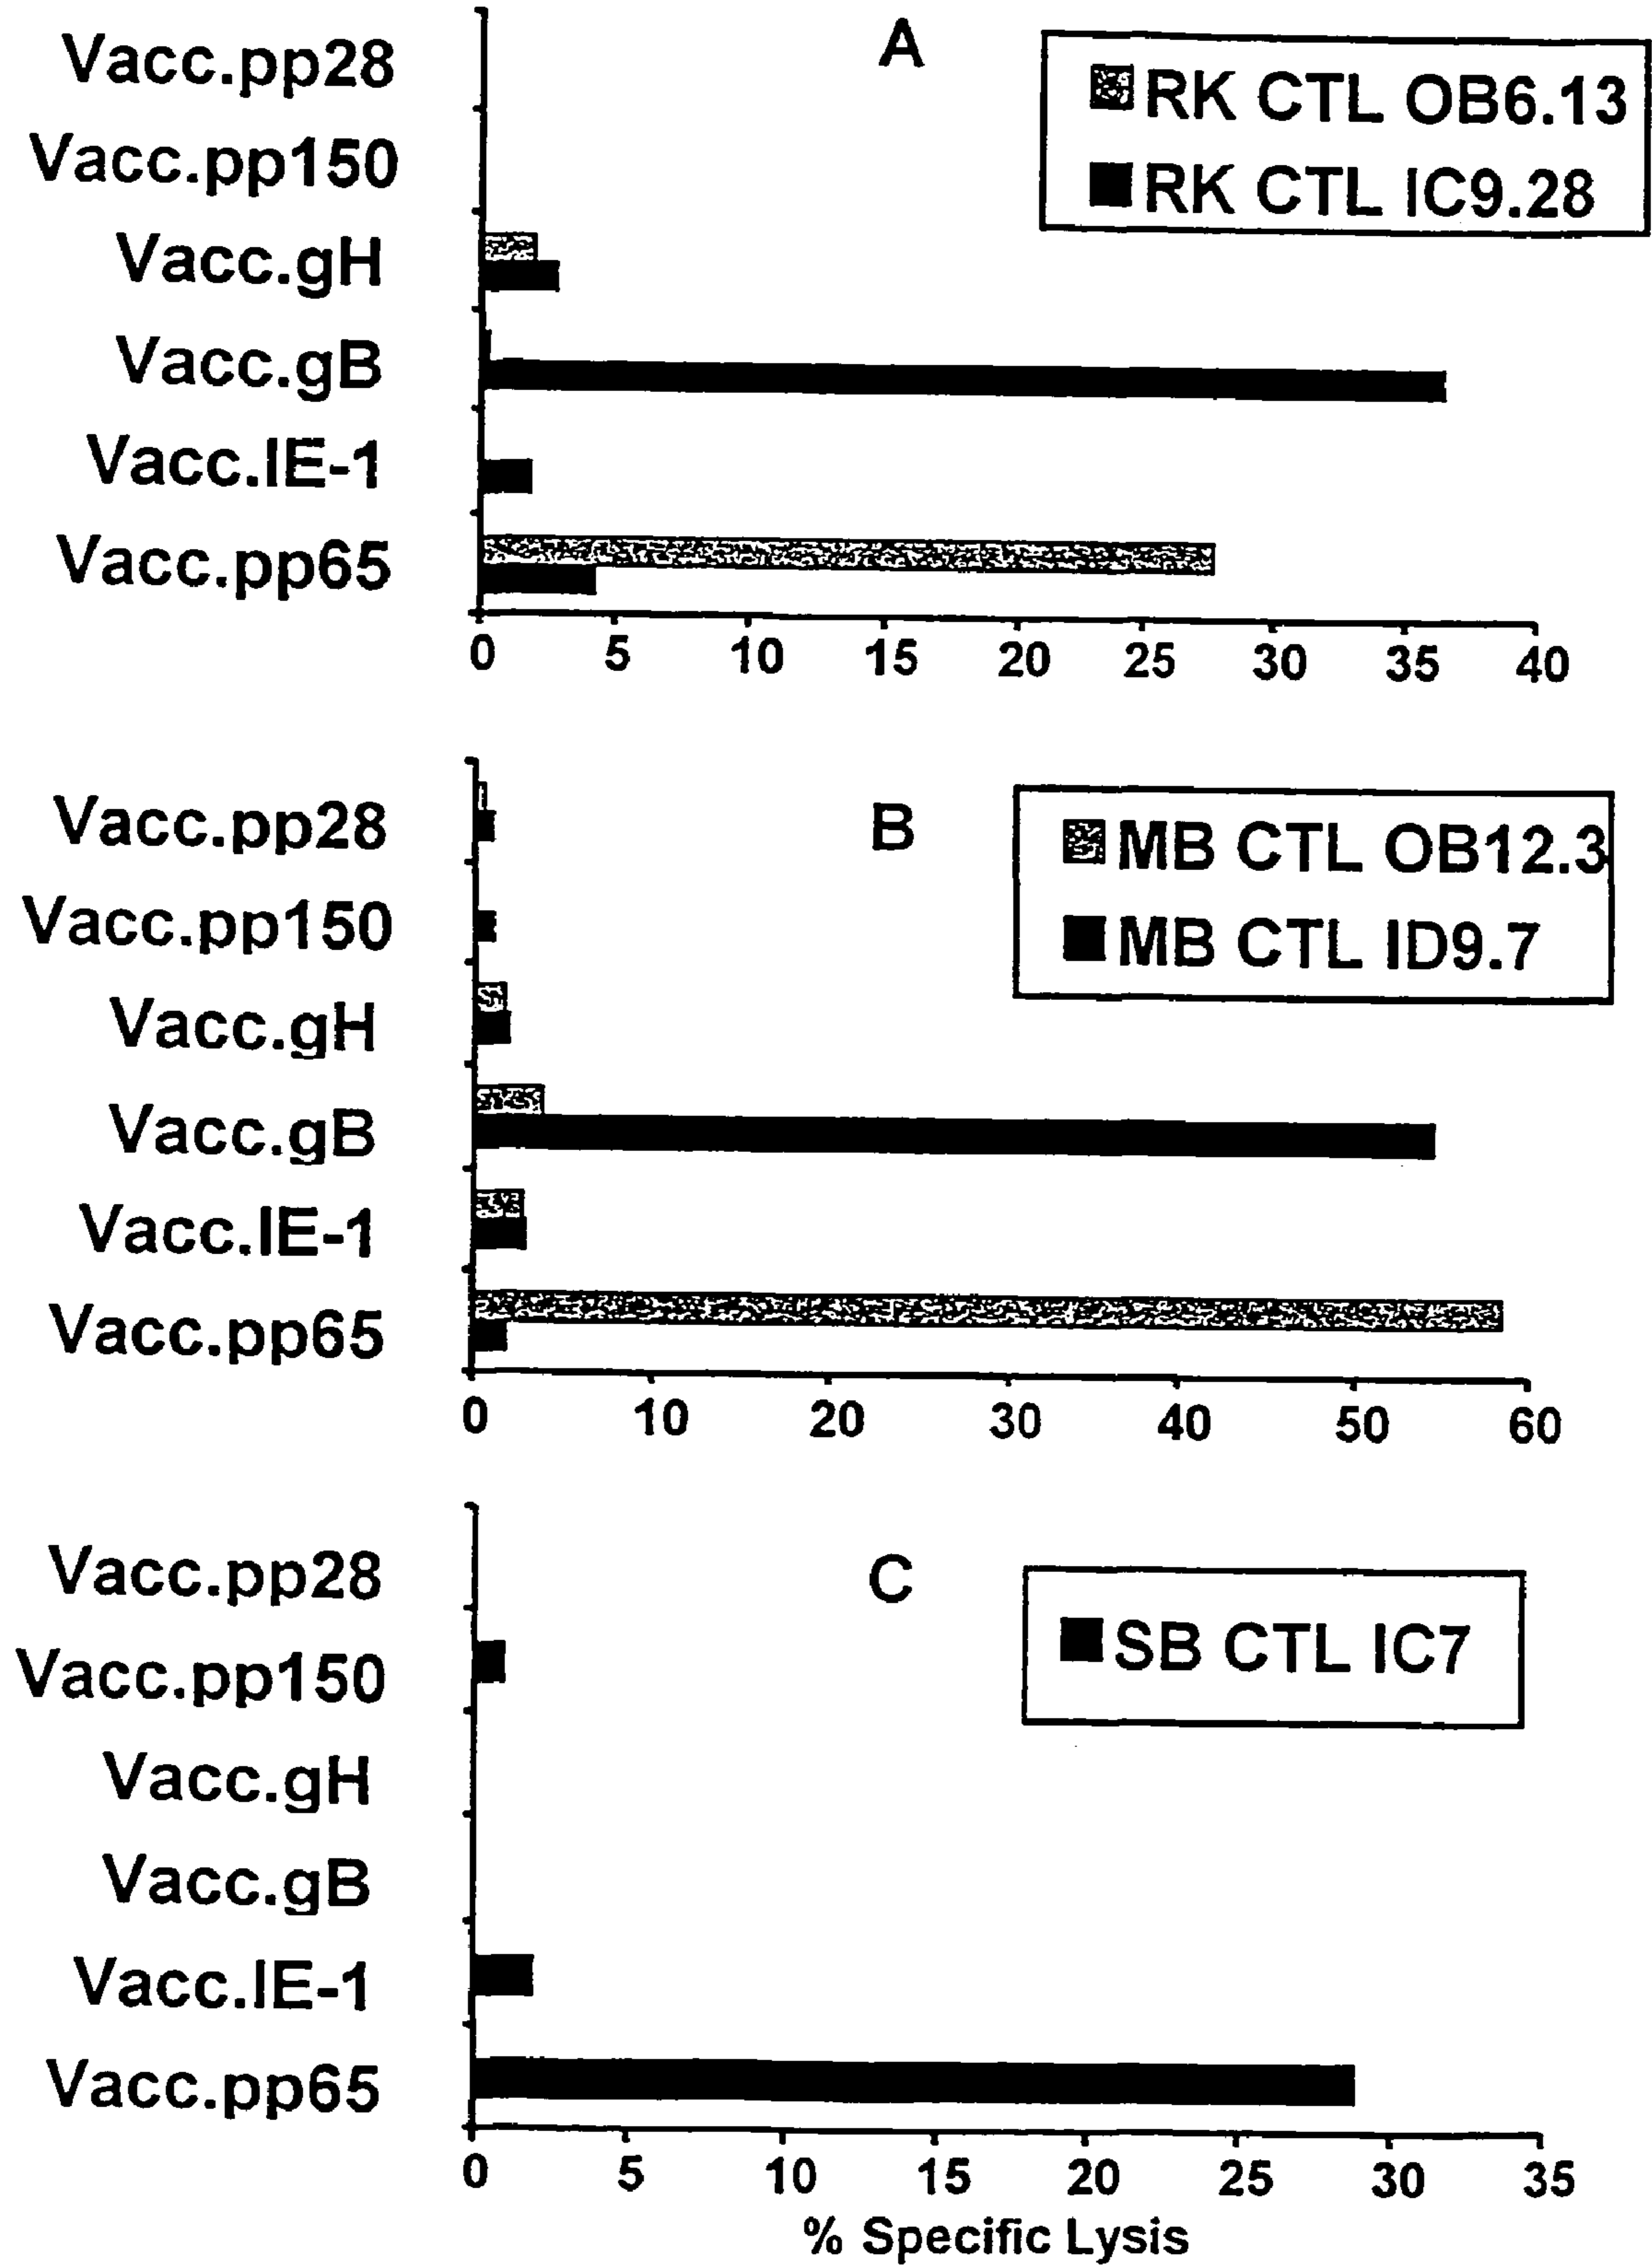 A
RK CTL OB6.13
RK CTL IC9.28
Vacc.pp28
Vacc.pp150
Vacc.gH
Vacc.gB
Vacc.IE-1
Vacc.pp65
0 5 10 15 20 25 30 35 40
B
MB CTL OB12.3
MB CTL ID9.7
Vacc.pp28
Vacc.pp150
Vacc.gH
Vacc.gB
Vacc.IE-1
Vacc.pp65
0 10 20 30 40 50 60
C
SB CTL IC7
Vacc.pp28
Vacc.pp150
Vacc.gH
Vacc.gB
Vacc.IE-1
Vacc.pp65
0 5 10 15 20 25 30 35
% Specific Lysis